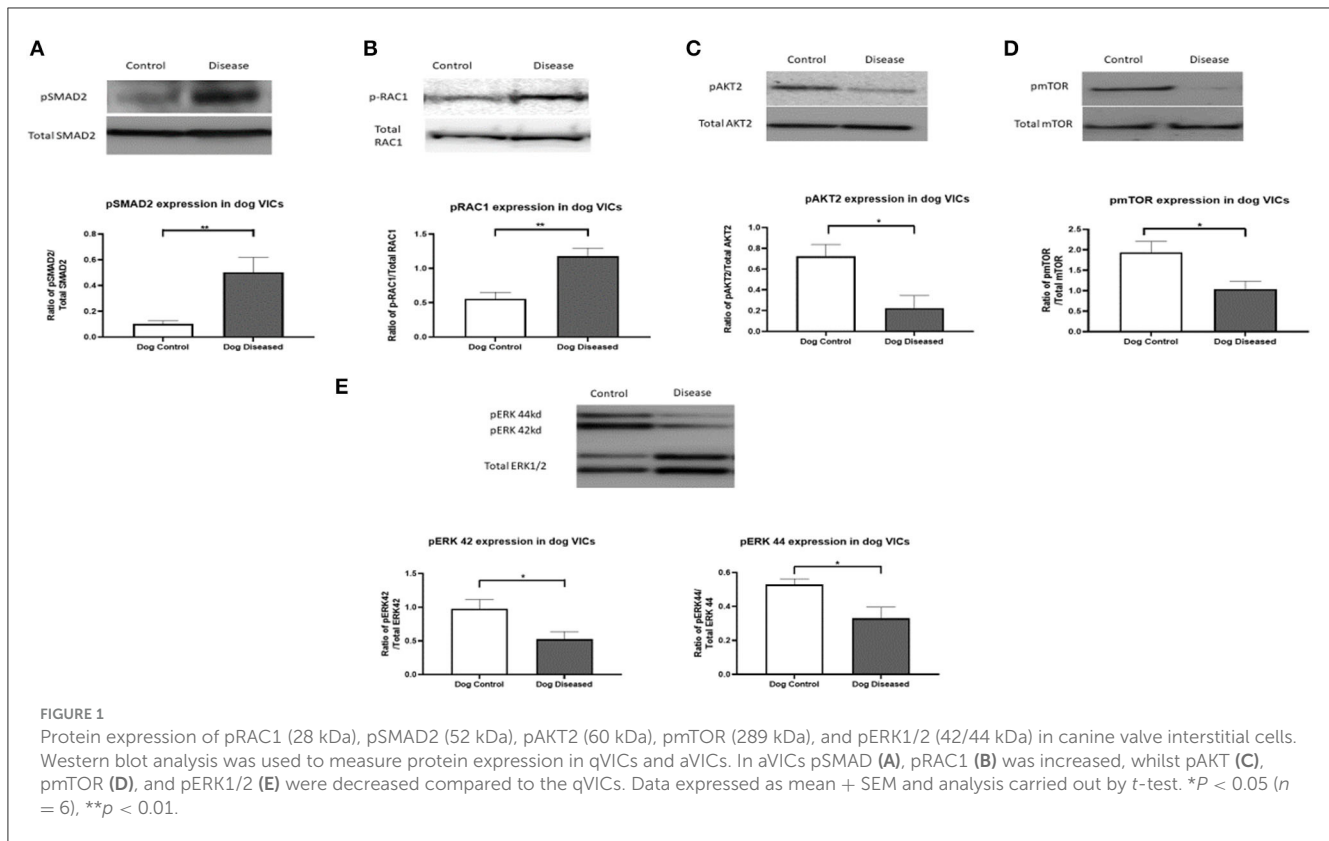 A
Control Disease
pSMAD2
Total SMAD2
pSMAD2 expression in dog VICs
**
Ratio of pSMAD2/
Total SMAD2
0.8
0.6
0.4
0.2
0.0
Dog Control Dog Diseased
B
Control Disease
p-RAC1
Total
RAC1
pRAC1 expression in dog VICs
**
Ratio of p-RAC1/Total RAC1
1.5
1.0
0.5
0.0
Dog Control Dog Diseased
C
Control Disease
pAKT2
Total AKT2
pAKT2 expression in dog VICs
*
Ratio of pAKT2/Total AKT2
1.0
0.8
0.6
0.4
0.2
0.0
Dog Control Dog Diseased
D
Control Disease
pmTOR
Total mTOR
pmTOR expression in dog VICs
*
Ratio of pmTOR
/Total mTOR
2.5
2.0
1.5
1.0
0.5
0.0
Dog Control Dog Diseased
E
Control Disease
pERK 44kd
pERK 42kd
Total ERK1/2
pERK 42 expression in dog VICs
*
Ratio of pERK42
/Total ERK42
1.5
1.0
0.5
0.0
Dog Control Dog Diseased
pERK 44 expression in dog VICs
*
Ratio of pERK44/
Total ERK 44
0.6
0.4
0.2
0.0
Dog Control Dog Diseased
FIGURE 1
Protein expression of pRAC1 (28 kDa), pSMAD2 (52 kDa), pAKT2 (60 kDa), pmTOR (289 kDa), and pERK1/2 (42/44 kDa) in canine valve interstitial cells.
Western blot analysis was used to measure protein expression in qVICs and aVICs. In aVICs pSMAD (A), pRAC1 (B) was increased, whilst pAKT (C),
pmTOR (D), and pERK1/2 (E) were decreased compared to the qVICs. Data expressed as mean + SEM and analysis carried out by t-test. *P < 0.05 (n
= 6), **p < 0.01.